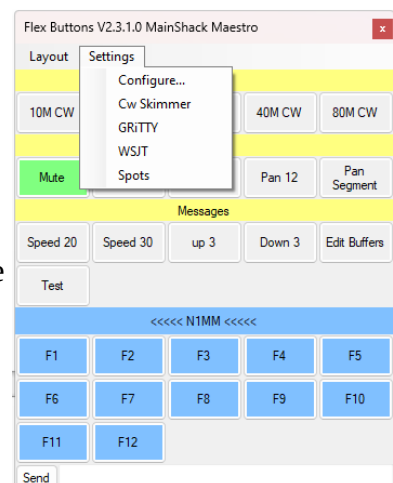 Flex Buttons V2.3.1.0 MainShack Maestro x
Layout Settings
Configure...
Cw Skimmer
GRiTTY
WSJT
Spots
10M CW 40M CW 80M CW
Mute Pan 12 Pan Segment
Messages
Speed 20 Speed 30 up 3 Down 3 Edit Buffers
e
Test
<<<<< N1MM <<<<<
F1 F2 F3 F4 F5
F6 F7 F8 F9 F10
F11 F12
Send